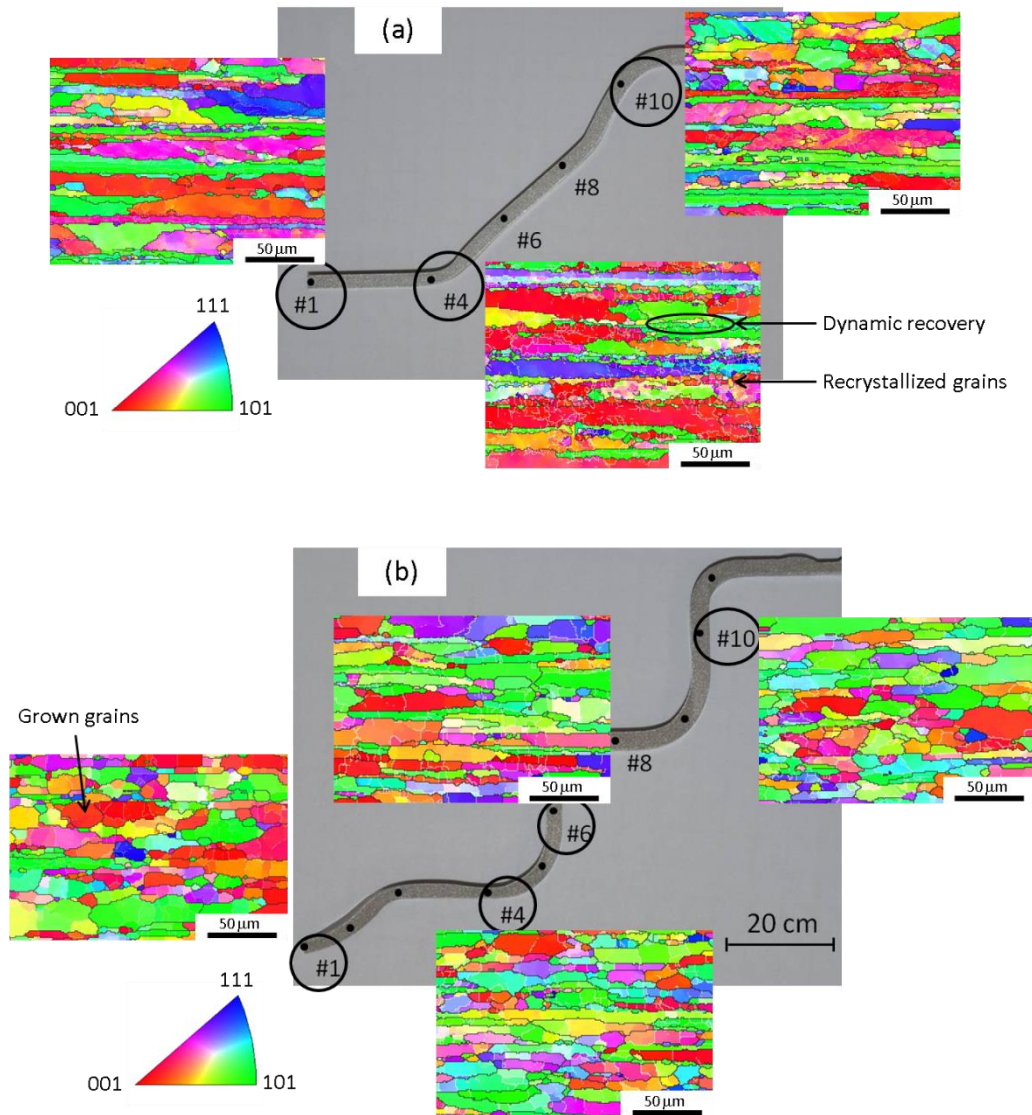 (a)
#10
#8
50 μm
#6
50 μm
#1
#4
111
Dynamic recovery
Recrystallized grains
001
101
50 μm
(b)
#10
Grown grains
#8
50 μm
50 μm
#6
#4
50 μm
20 cm
#1
111
001
101
50 μm